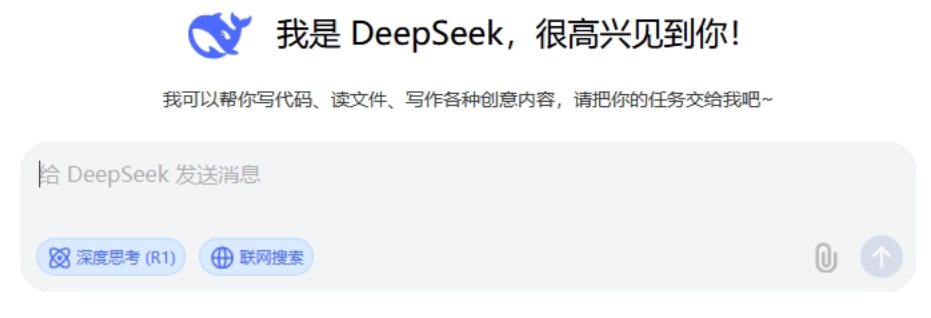 我是 DeepSeek，很高兴见到你！
我可以帮你写代码、读文件、写作各种创意内容，请把你的任务交给我吧~
给 DeepSeek 发送消息
深度思考 (R1) 联网搜索